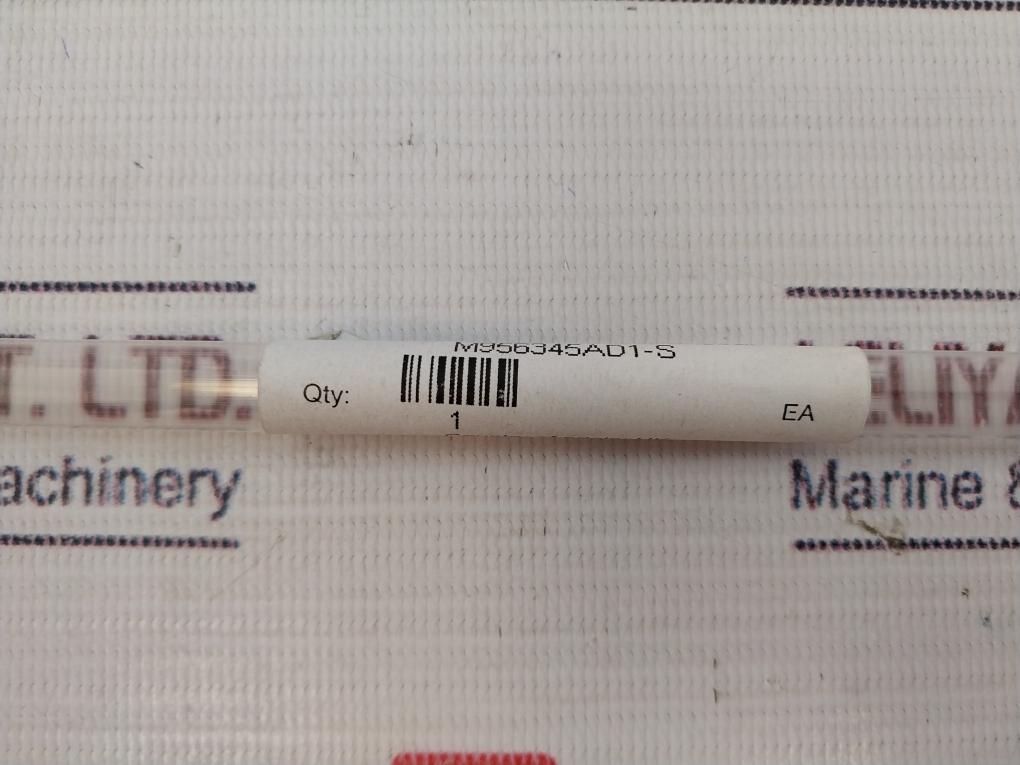 M956345AD1-S
Qty:
1
EA
T. LTD.
achinery
Marine &